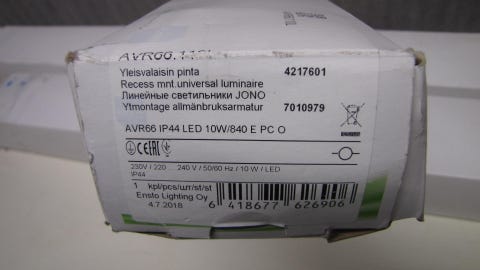 Yleisvalaisin pinta 4217601
Recess mnt.universal luminaire
Линейные светильники JONO
Ytmontage allmänbruksarmatur 7010979
AVR66 IP44 LED 10W/840 E PC O
CE EAC
230V / 220 240 V / 50/60 Hz / 10 W / LED
IP44
1 kpl/pcs/шт/st/st
Ensto Lighting Oy
4.7.2018
6 418677 626906